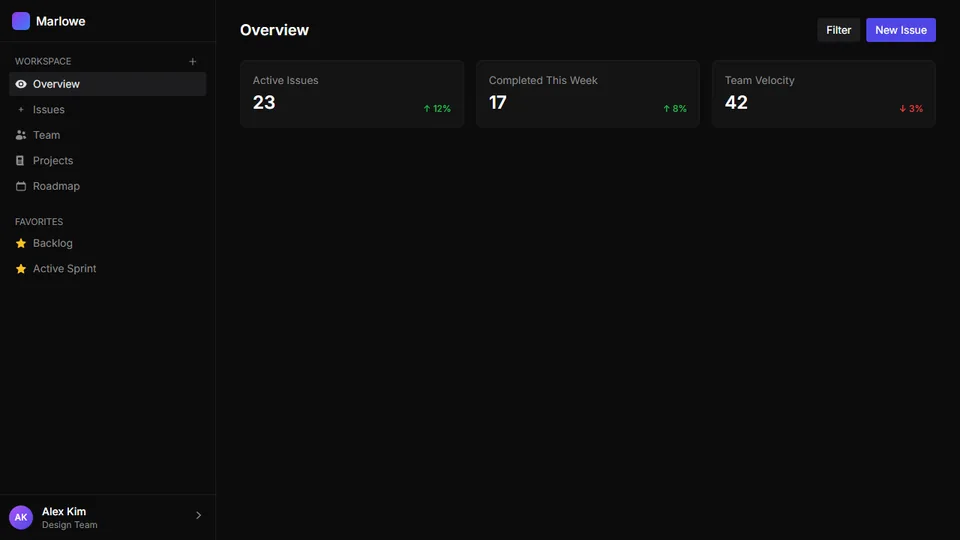 Marlowe
WORKSPACE
Overview
Issues
Team
Projects
Roadmap
FAVORITES
Backlog
Active Sprint
AK
Alex Kim
Design Team
Overview
Filter
New Issue
Active Issues
23
↑ 12%
Completed This Week
17
↑ 8%
Team Velocity
42
↓ 3%